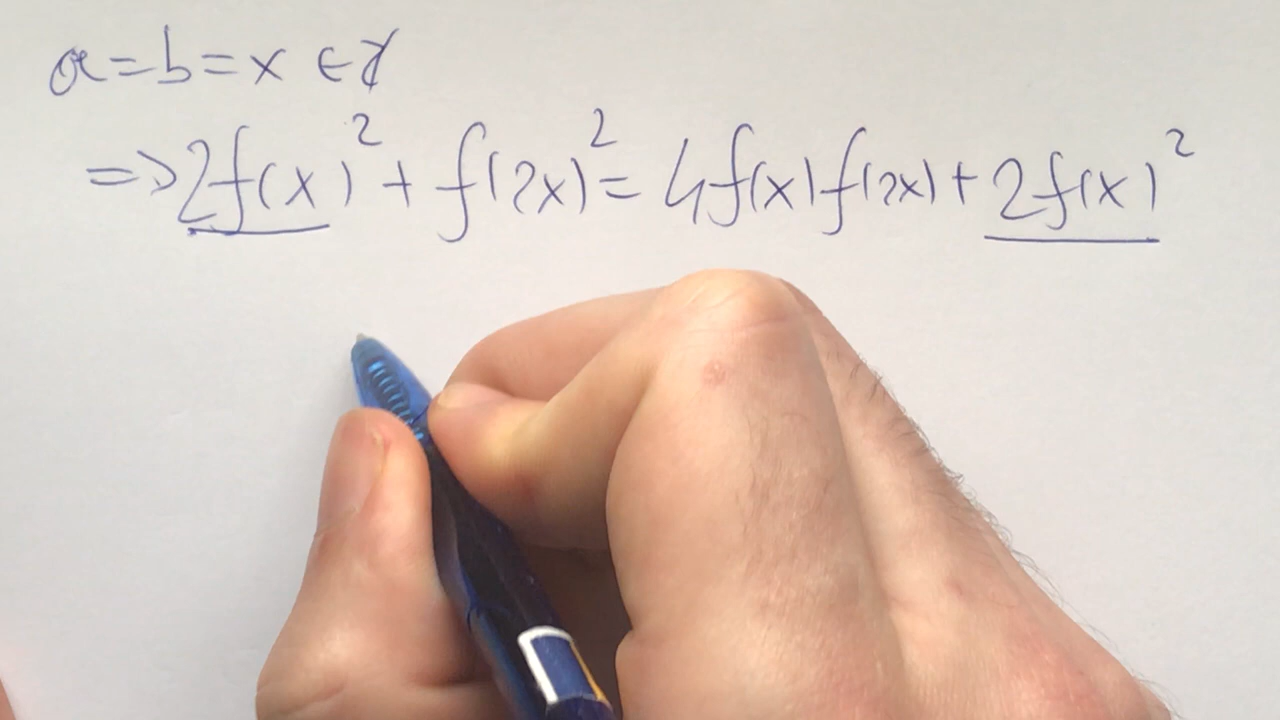 a=b=x ∈ ℤ
=> 2f(x)² + f(2x)² = 4f(x)f(2x) + 2f(x)²